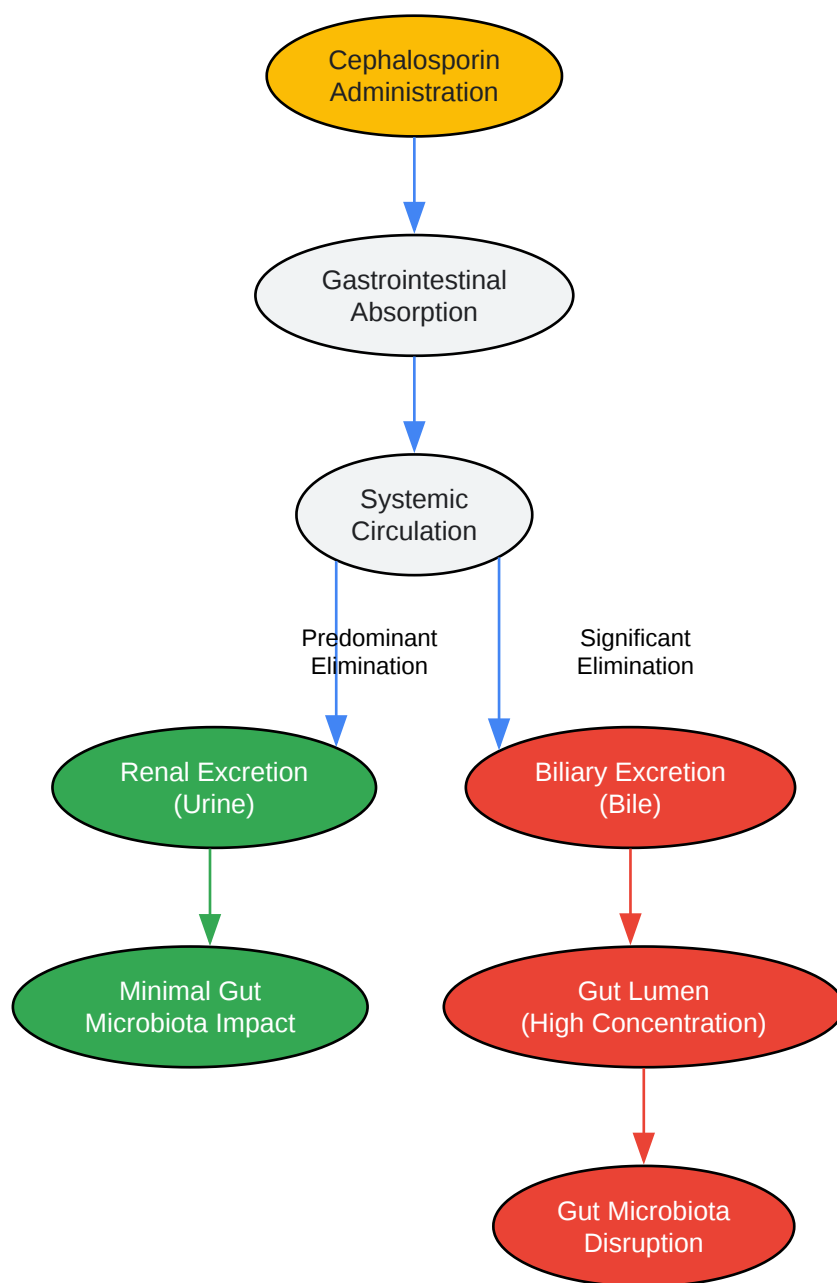 Cephalosporin
Administration
Gastrointestinal
Absorption
Systemic
Circulation
Predominant
Elimination
Significant
Elimination
Renal Excretion
(Urine)
Biliary Excretion
(Bile)
Minimal Gut
Microbiota Impact
Gut Lumen
(High Concentration)
Gut Microbiota
Disruption